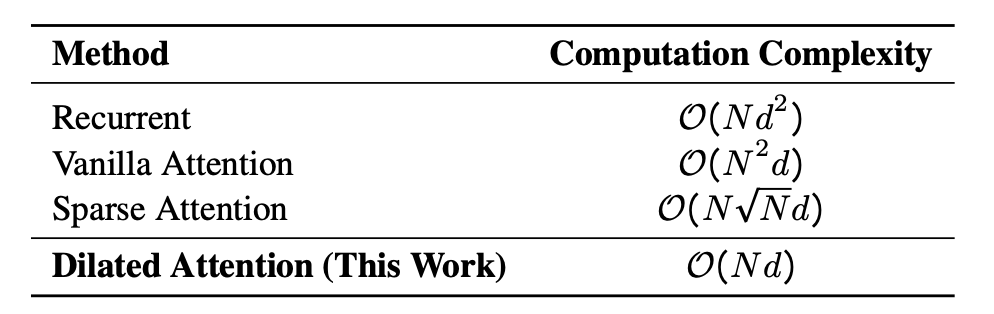 Method Computation Complexity
Recurrent 𝒪(Nd²)
Vanilla Attention 𝒪(N²d)
Sparse Attention 𝒪(N√Nd)
Dilated Attention (This Work) 𝒪(Nd)